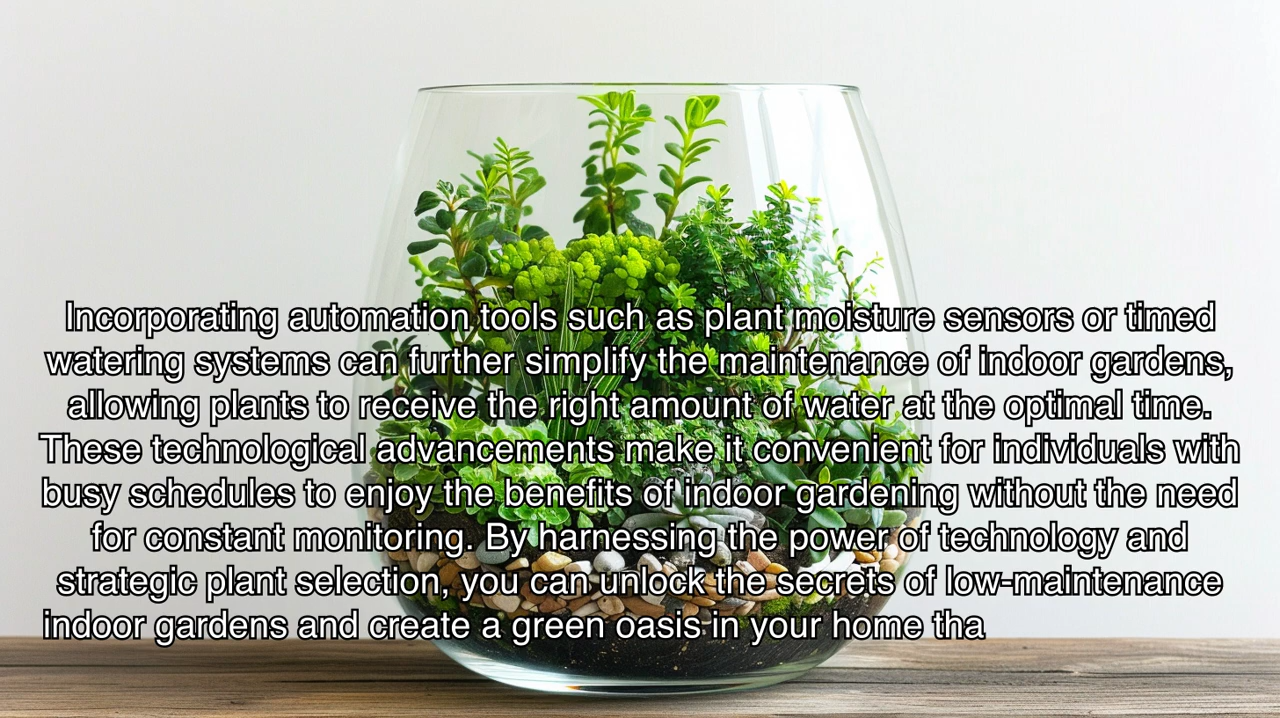 Incorporating automation tools such as plant moisture sensors or timed
watering systems can further simplify the maintenance of indoor gardens,
allowing plants to receive the right amount of water at the optimal time.
These technological advancements make it convenient for individuals with
busy schedules to enjoy the benefits of indoor gardening without the need
for constant monitoring. By harnessing the power of technology and
strategic plant selection, you can unlock the secrets of low-maintenance
indoor gardens and create a green oasis in your home tha